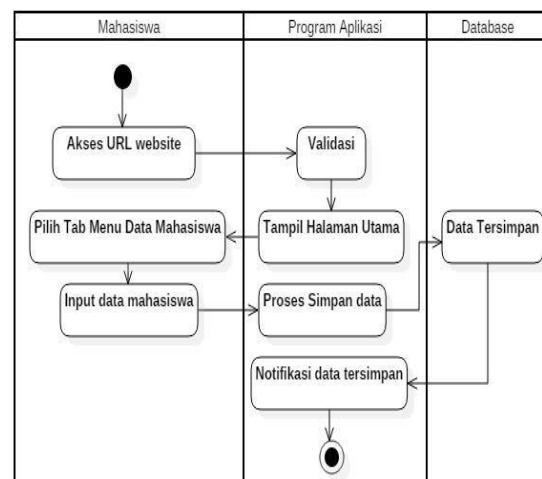 Mahasiswa
Program Aplikasi
Database
Akses URL website
Validasi
Pilih Tab Menu Data Mahasiswa
Tampil Halaman Utama
Data Tersimpan
Input data mahasiswa
Proses Simpan data
Notifikasi data tersimpan